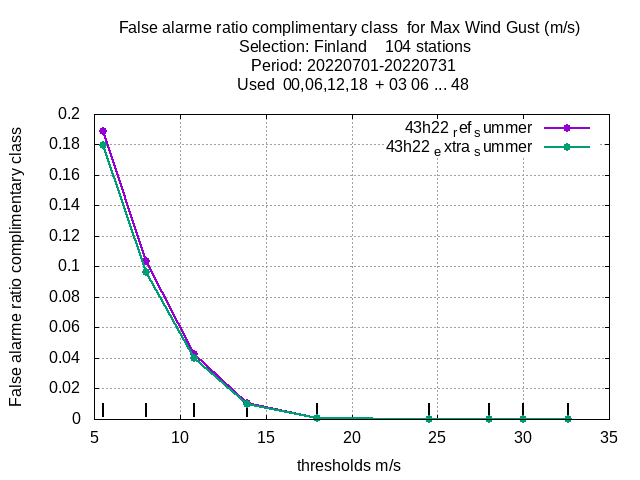 False alarme ratio complimentary class  for Max Wind Gust (m/s)
Selection: Finland    104 stations
Period: 20220701-20220731
Used  00,06,12,18  + 03 06 ... 48
43h22 ref summer
43h22 extra summer
False alarme ratio complimentary class
0.2
0.18
0.16
0.14
0.12
0.1
0.08
0.06
0.04
0.02
0
5 10 15 20 25 30 35
thresholds m/s